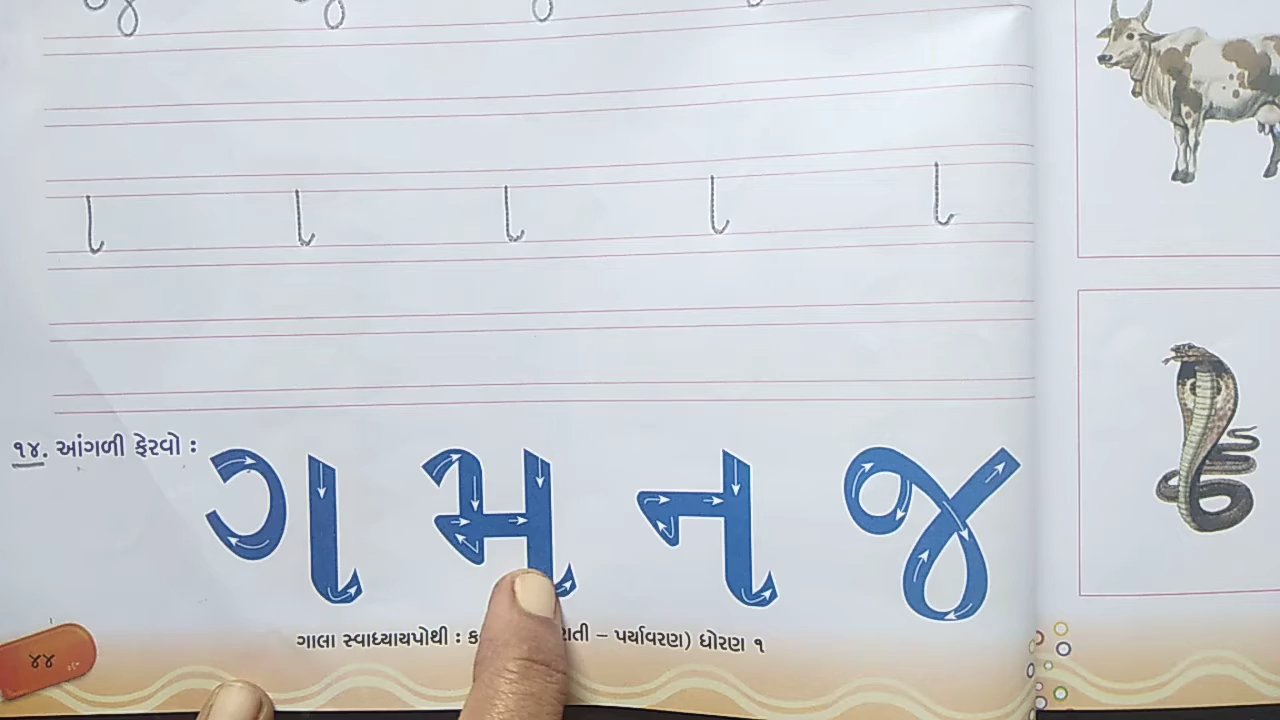 ૧૪. આંગળી ફેરવો :
ગ મ ન જ
ગાલા સ્વાધ્યાયપોથી : – પર્યાવરણ) ધોરણ ૧
૪૪